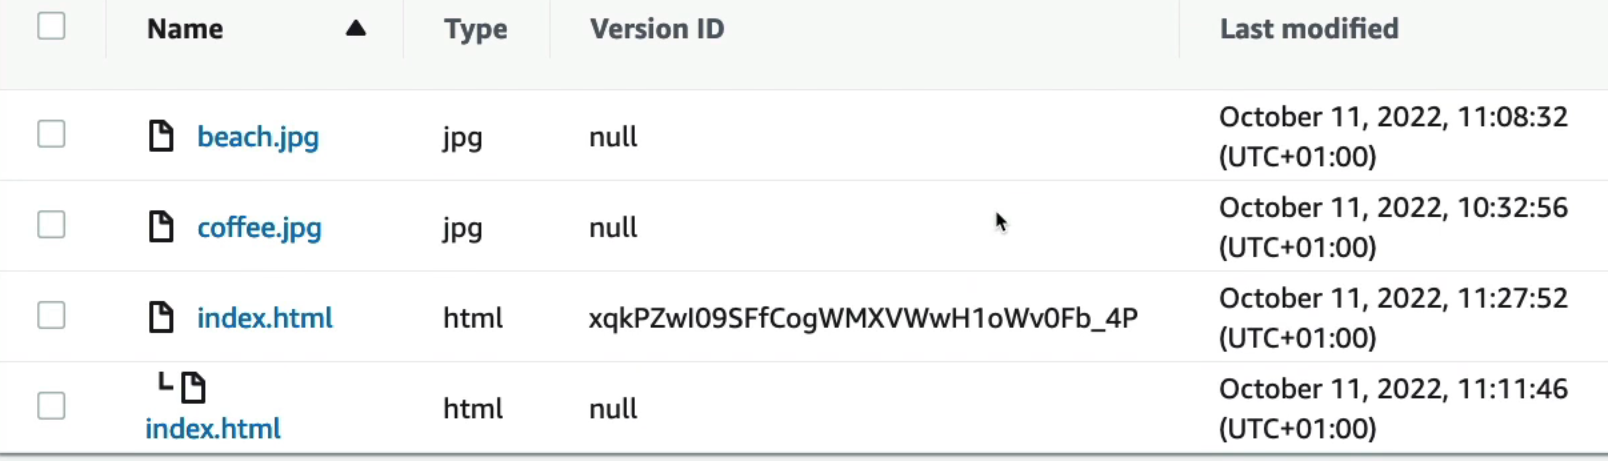 Name Type Version ID Last modified
beach.jpg jpg null October 11, 2022, 11:08:32
(UTC+01:00)
coffee.jpg jpg null October 11, 2022, 10:32:56
(UTC+01:00)
index.html html xqkPZwI09SFfCogWMXVWwH1oWv0Fb_4P October 11, 2022, 11:27:52
(UTC+01:00)
index.html html null October 11, 2022, 11:11:46
(UTC+01:00)